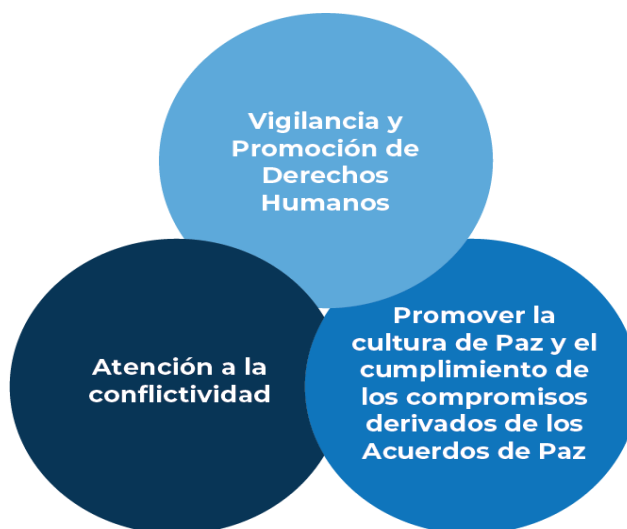 Vigilancia y
Promoción de
Derechos
Humanos
Atención a la
conflictividad
Promover la
cultura de Paz y el
cumplimiento de
los compromisos
derivados de los
Acuerdos de Paz